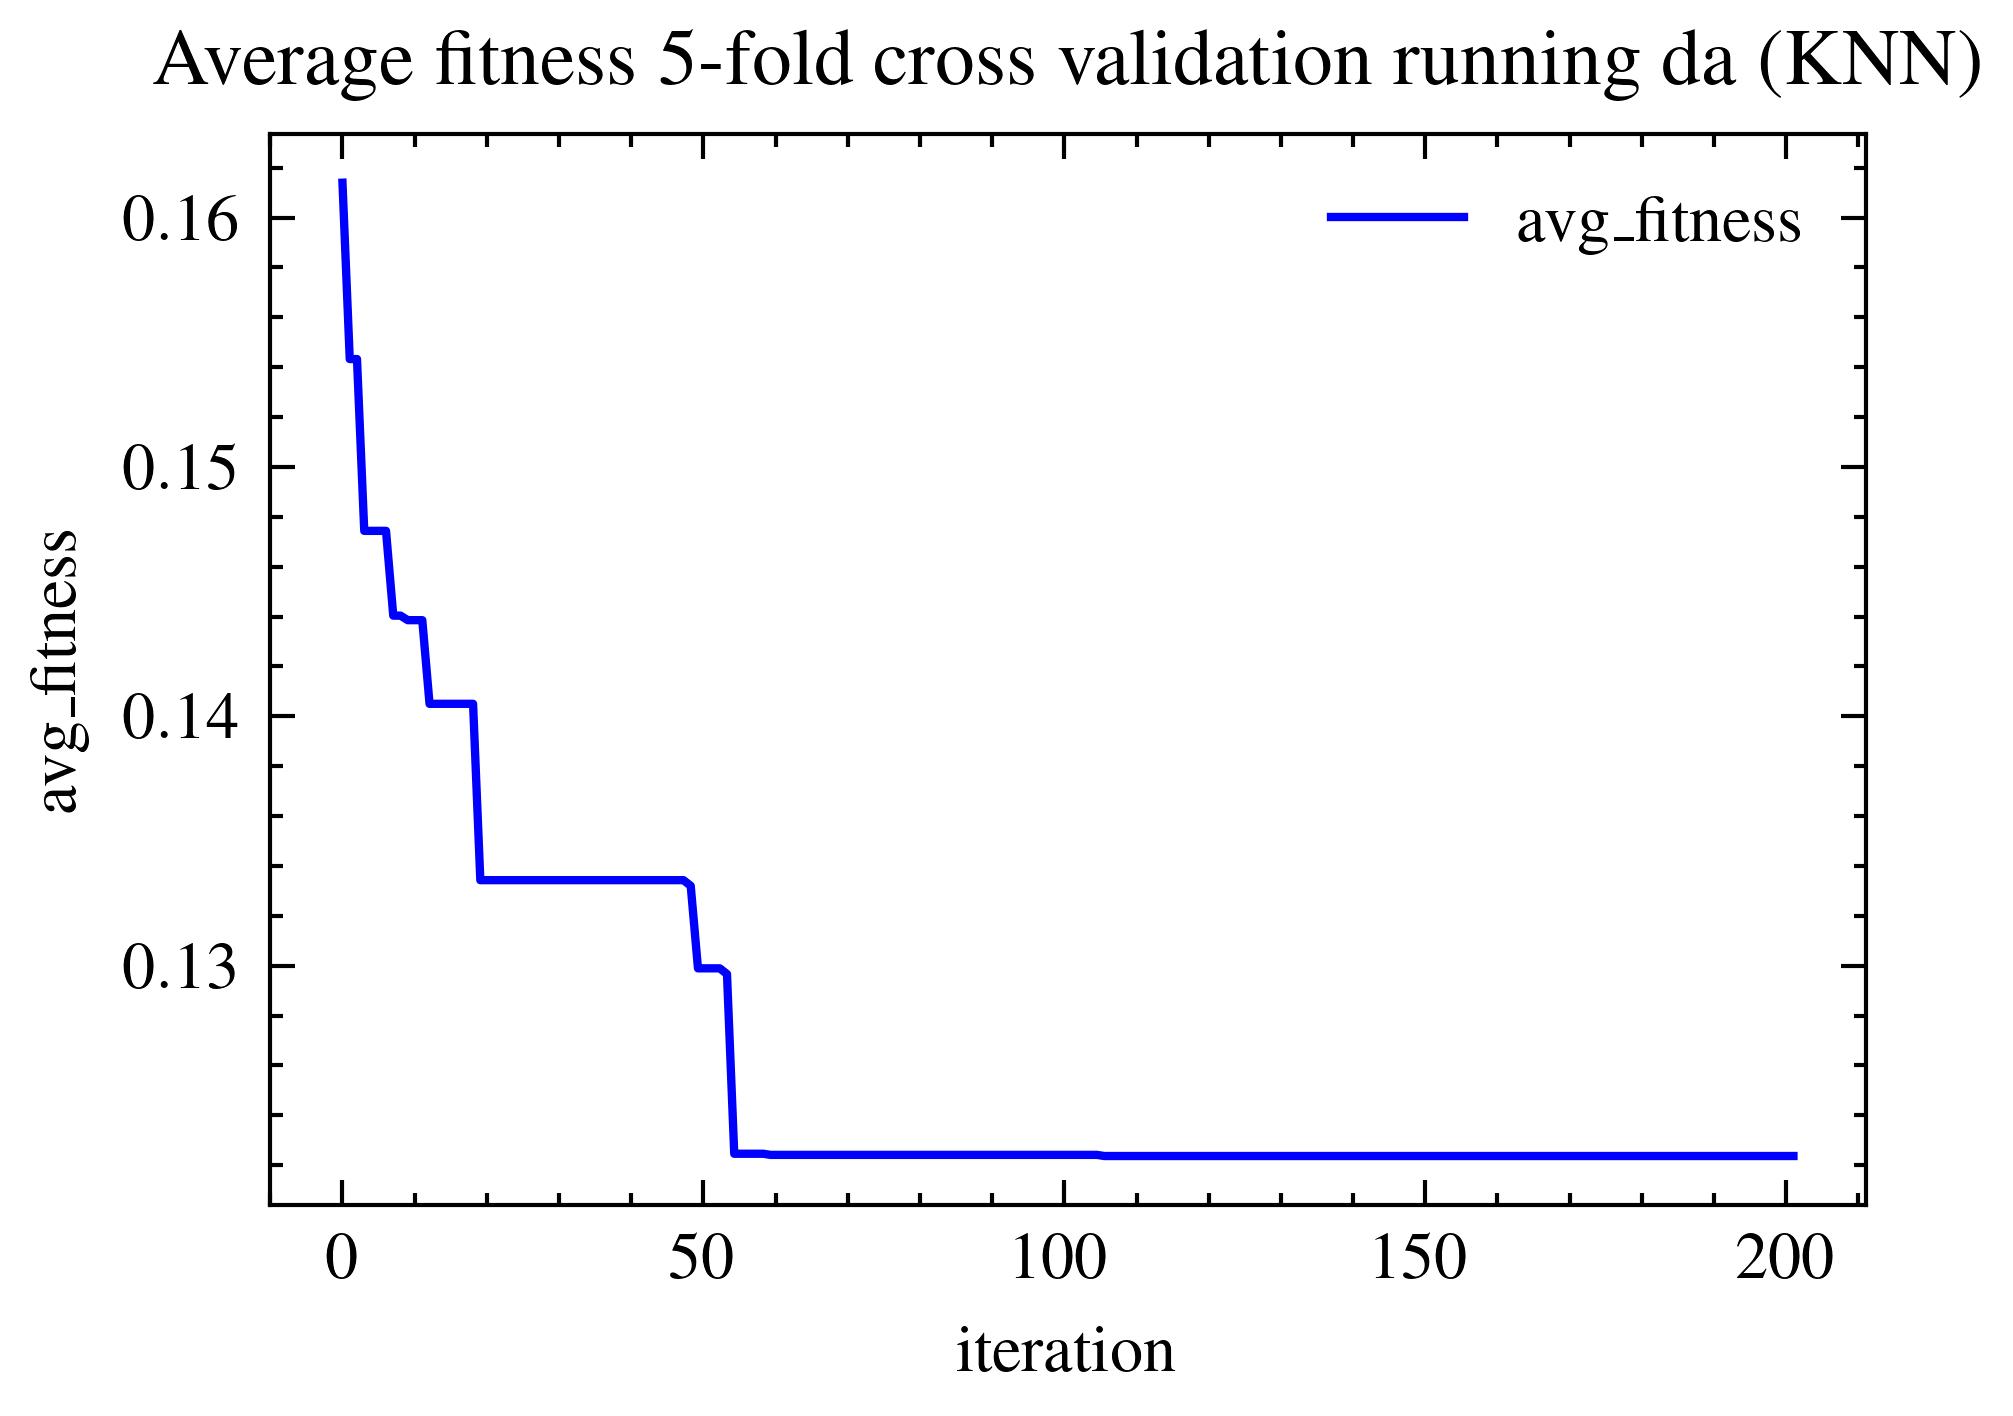 Average fitness 5-fold cross validation running da (KNN)
avg_fitness
0.16
0.15
0.14
0.13
avg_fitness
0
50
100
150
200
iteration